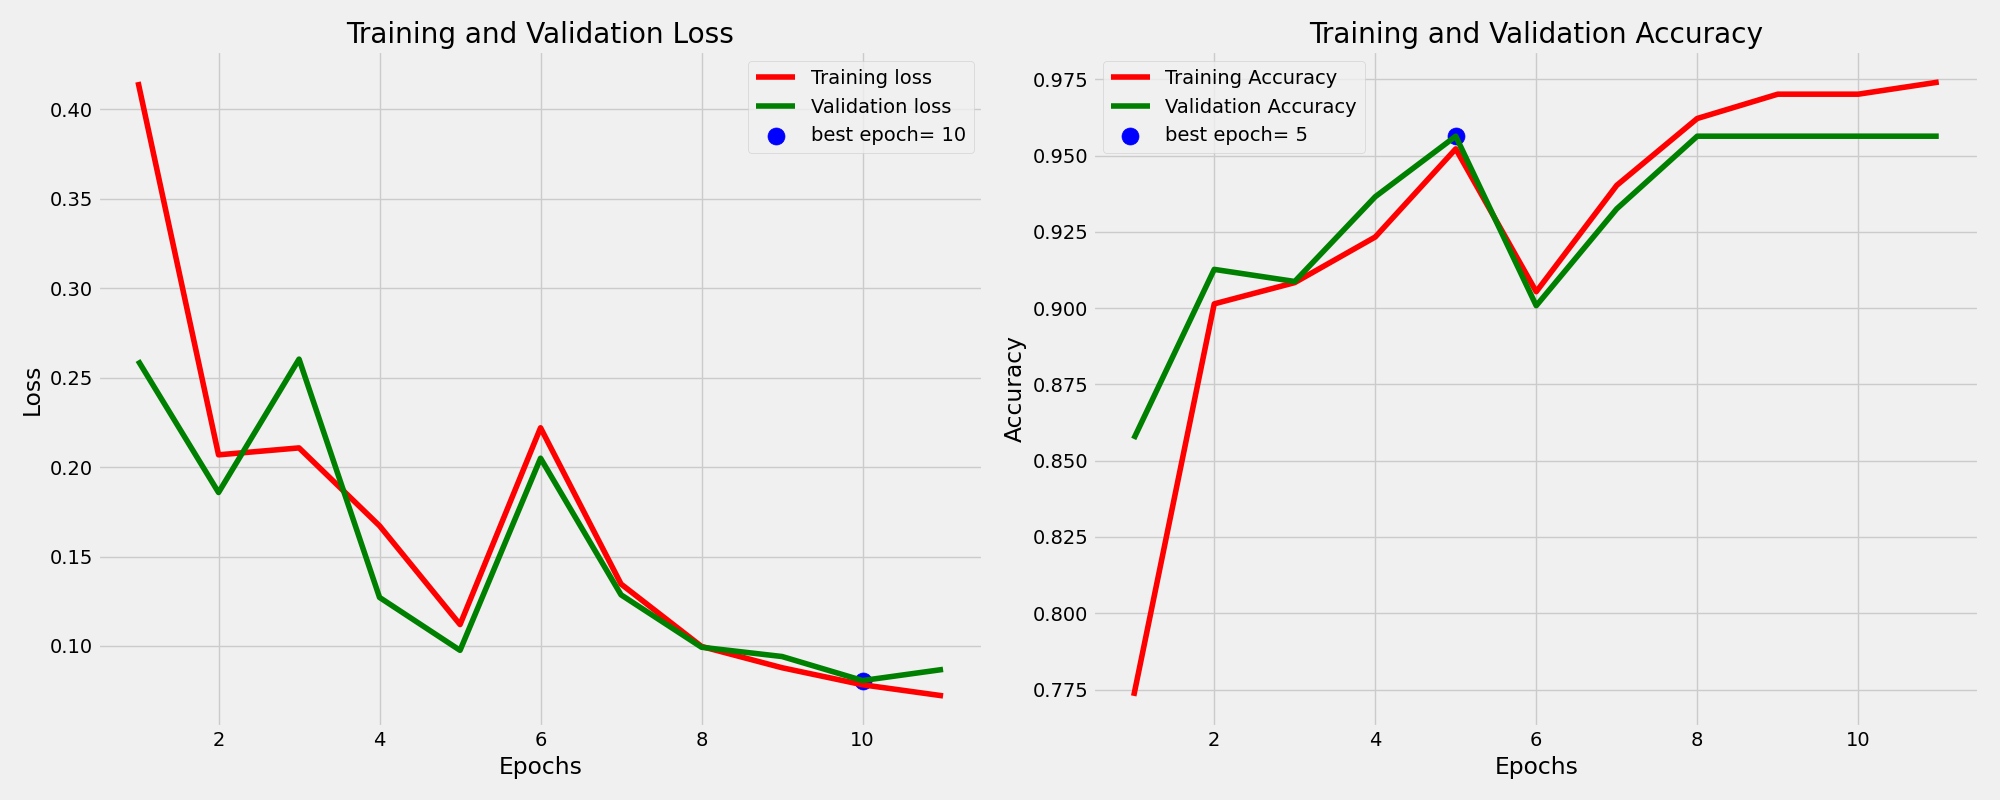 Training and Validation Loss
Training loss
Validation loss
best epoch= 10
0.40
0.35
0.30
0.25
0.20
0.15
0.10
Loss
2 4 6 8 10
Epochs
Training and Validation Accuracy
Training Accuracy
Validation Accuracy
best epoch= 5
0.975
0.950
0.925
0.900
0.875
0.850
0.825
0.800
0.775
Accuracy
2 4 6 8 10
Epochs